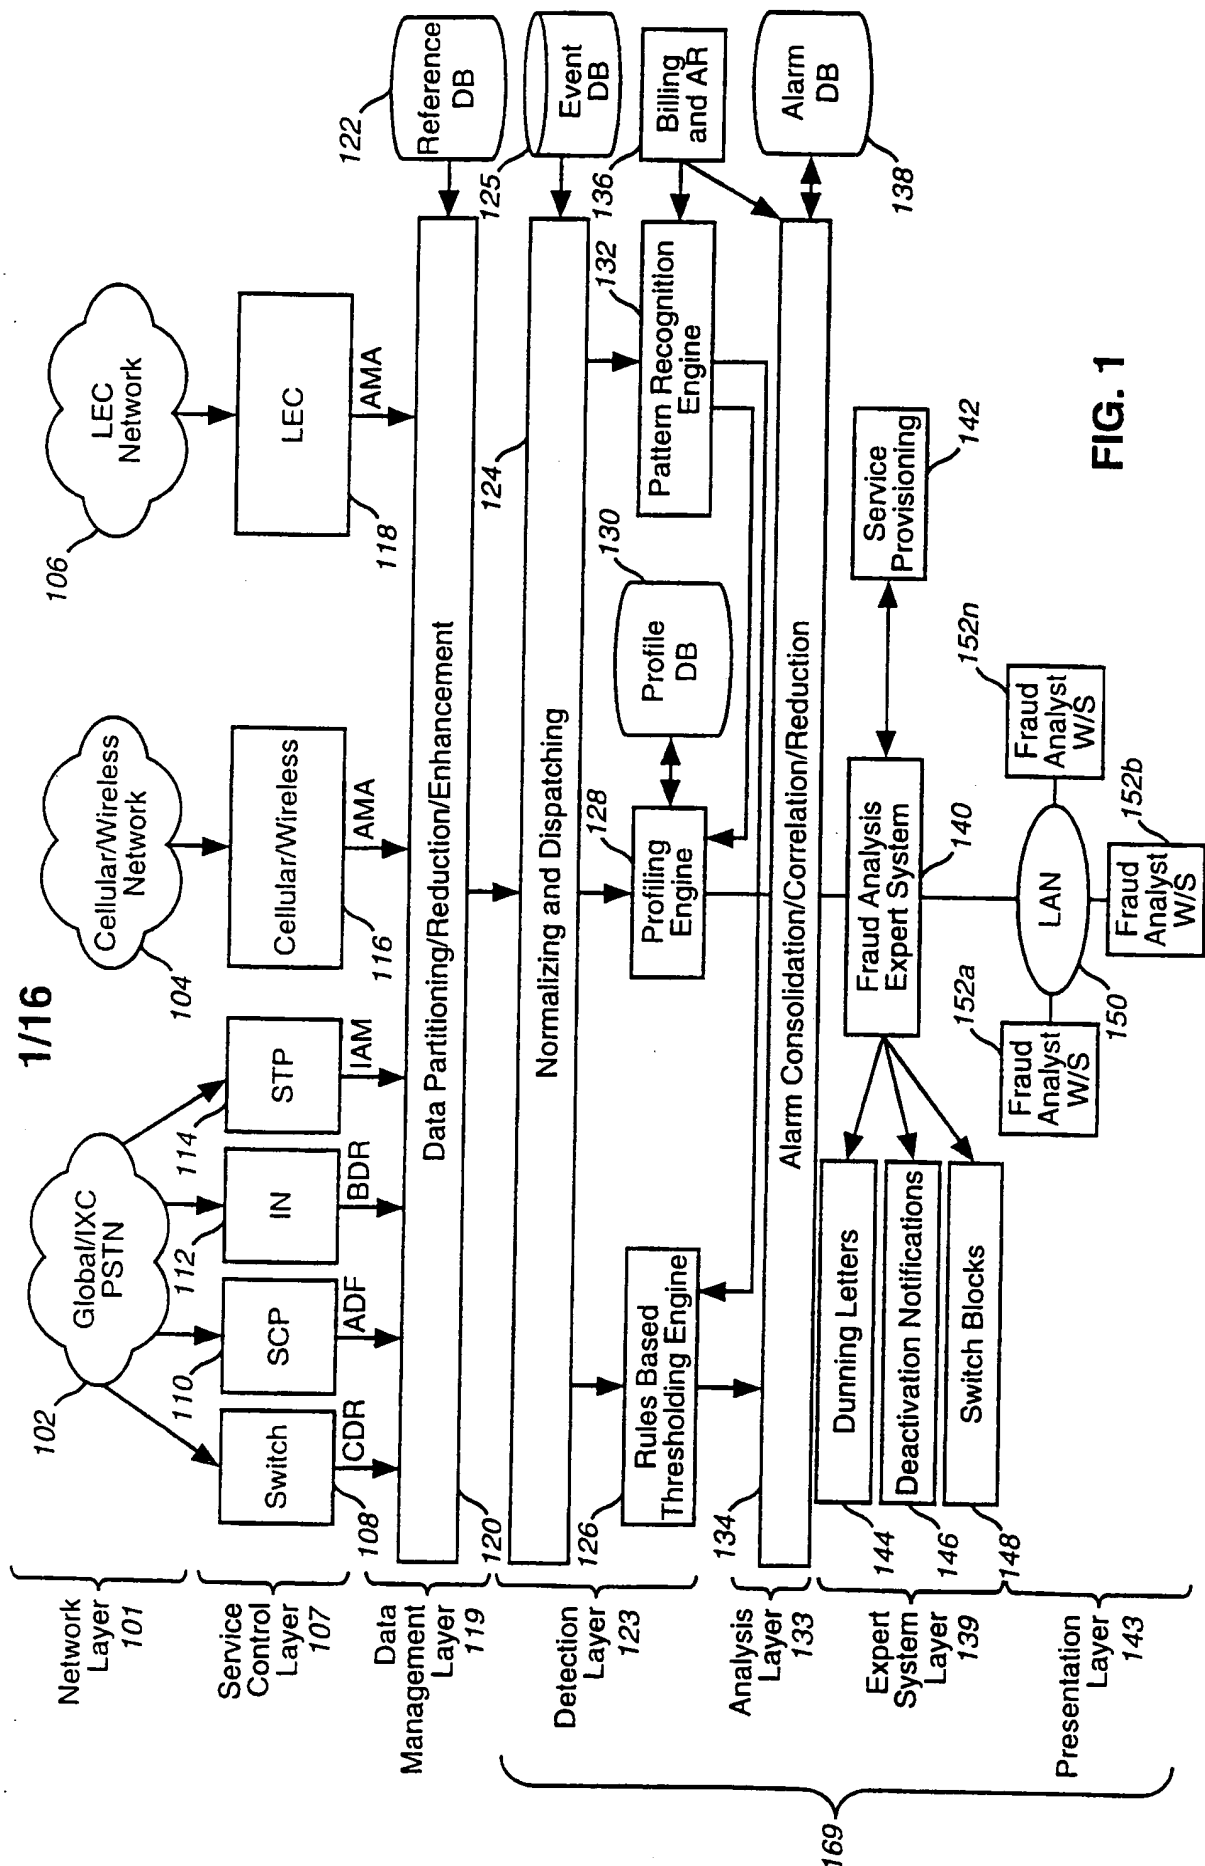 1/16
Network
Layer
101
Global/IXC
PSTN
102
Cellular/Wireless
Network
104
LEC
Network
106
Service
Control
Layer
107
Switch
108
SCP
110
IN
112
STP
114
Cellular/Wireless
116
LEC
118
CDR
ADF
BDR
IAM
AMA
AMA
Data
Management
Layer 119
Data Partitioning/Reduction/Enhancement
120
Reference
DB
122
Detection
Layer 123
Normalizing and Dispatching
124
Event
DB
125
Rules Based
Thresholding Engine
126
Profiling
Engine
128
Profile
DB
130
Pattern Recognition
Engine
132
Billing
and AR
136
Analysis
Layer
133
Alarm Consolidation/Correlation/Reduction
134
Alarm
DB
138
Expert
System
Layer
139
Dunning Letters
144
Deactivation Notifications
146
Switch Blocks
148
Fraud Analysis
Expert System
140
Service
Provisioning
142
Presentation
Layer
143
Fraud
Analyst
W/S
152a
LAN
150
Fraud
Analyst
W/S
152b
Fraud
Analyst
W/S
152n
169
FIG. 1